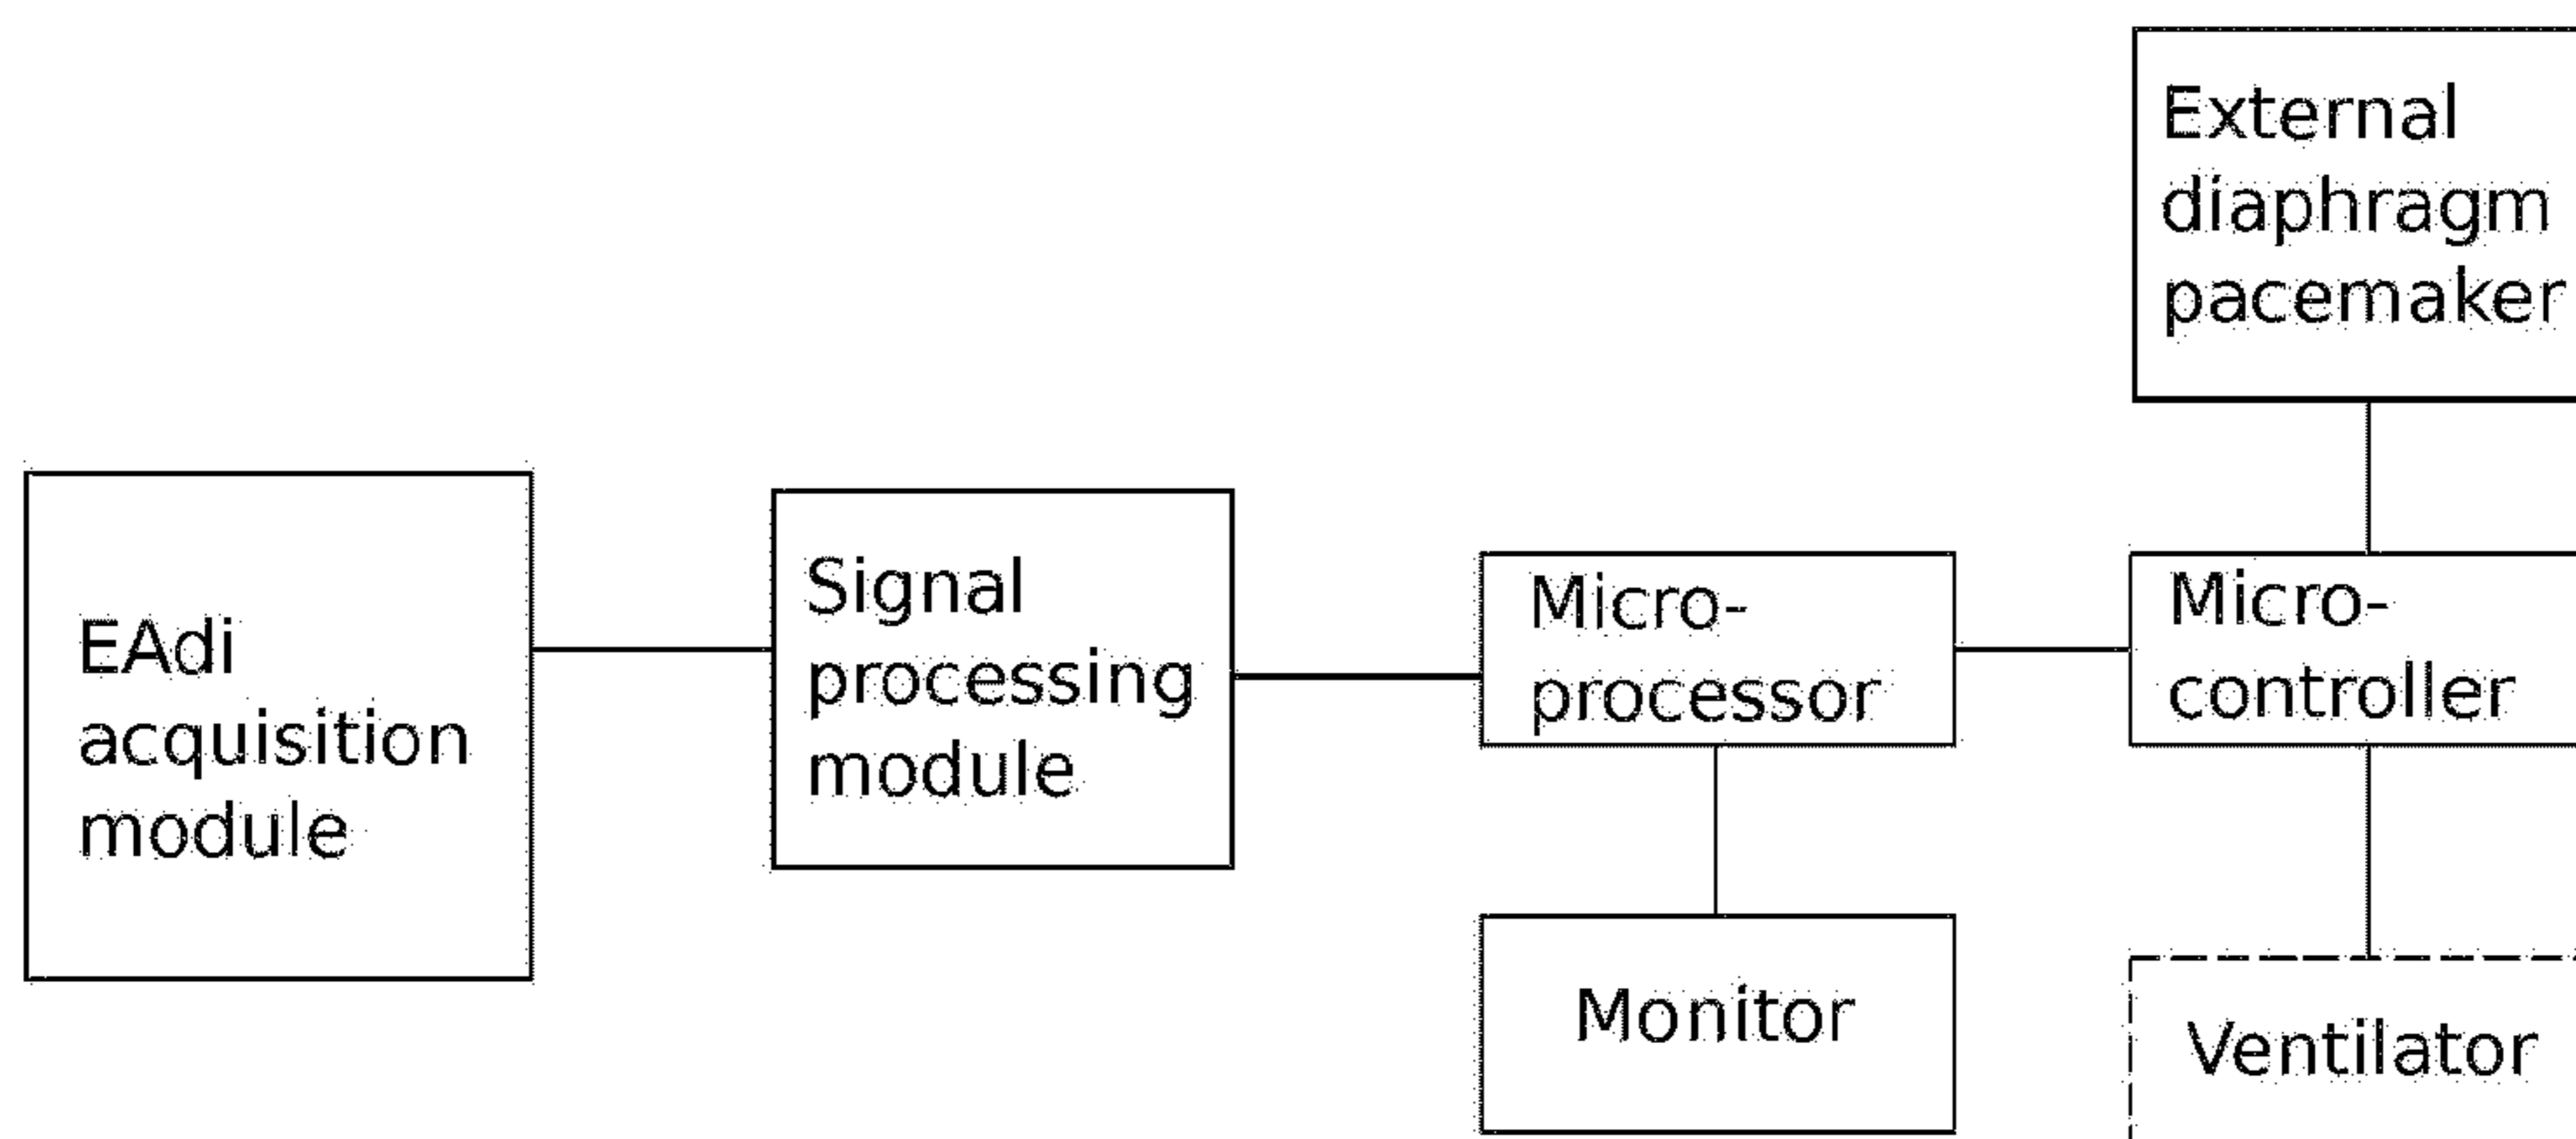 External
diaphragm
pacemaker
EAdi
acquisition
module
Signal
processing
module
Micro-
processor
Micro-
controller
Monitor
Ventilator